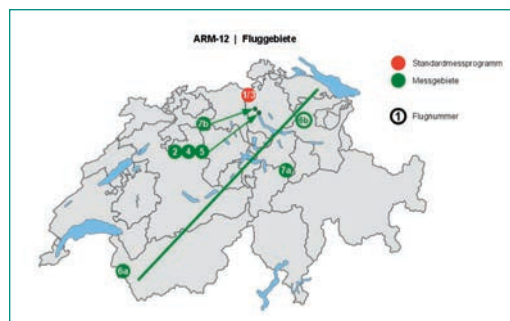 ARM-12 | Fluggebiete
Standardmessprogramm
Messgebiete
1 Flugnummer
1/3
7b
6b
2 4 5
7a
6a